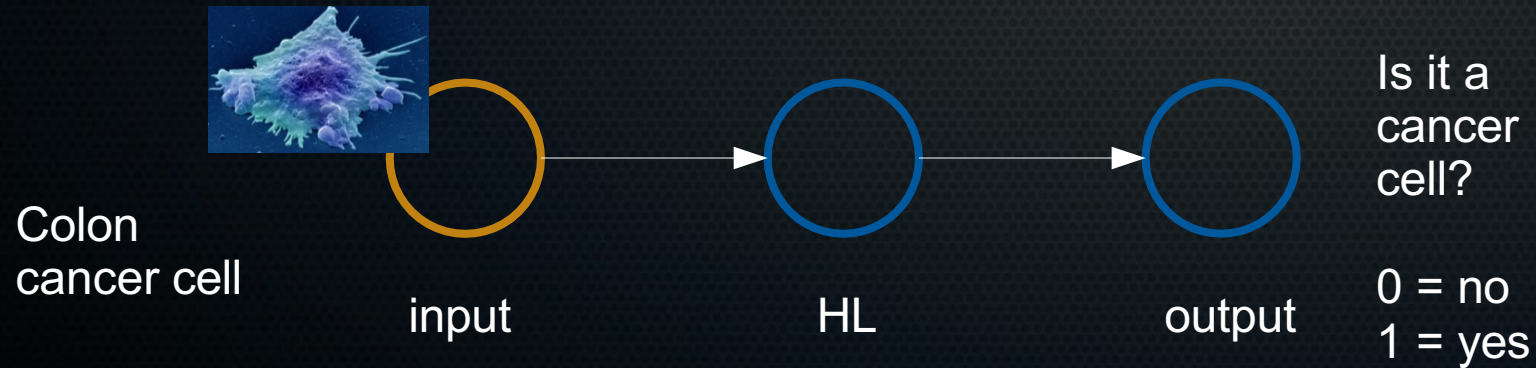 Colon
cancer cell
input
HL
output
Is it a
cancer
cell?
0 = no
1 = yes